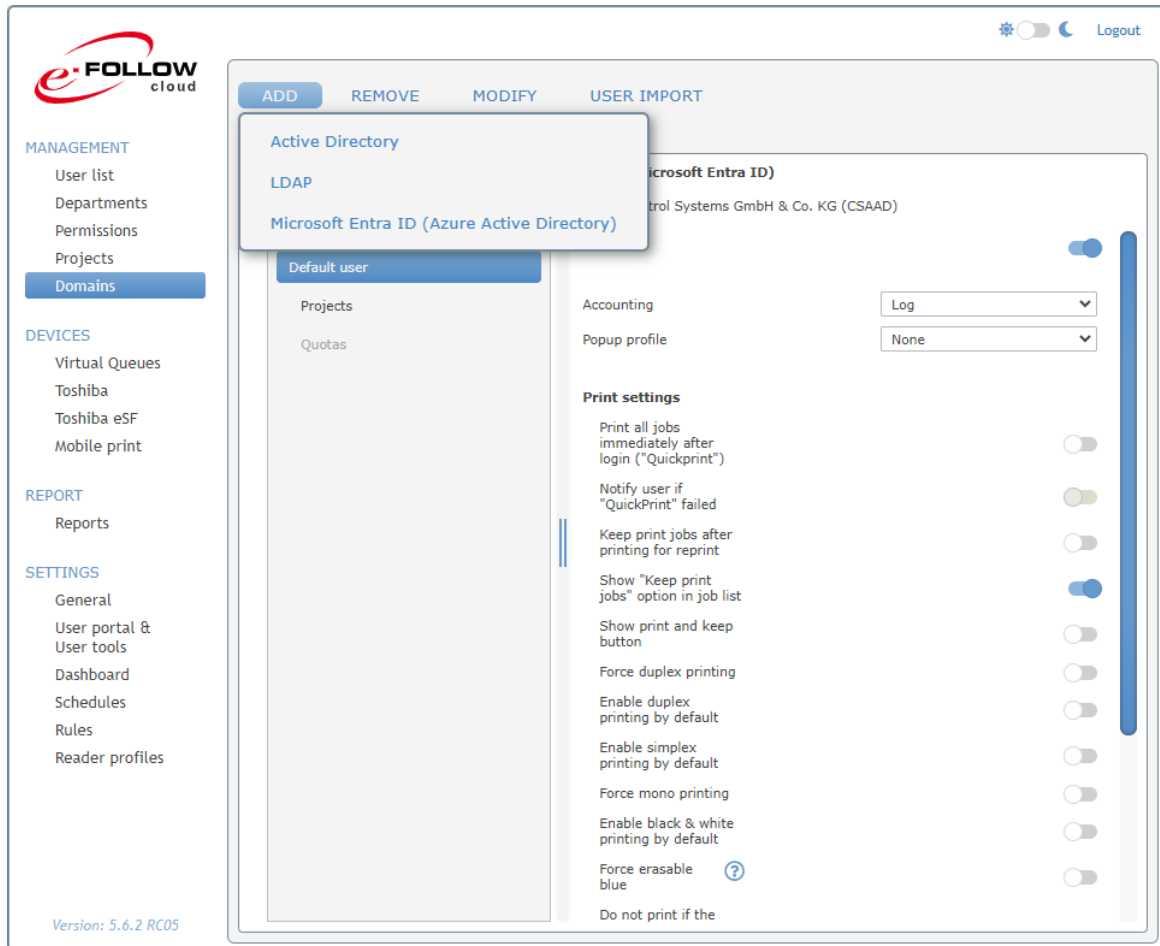 Logout
e-FOLLOW
cloud
ADD REMOVE MODIFY USER IMPORT
Active Directory
LDAP
Microsoft Entra ID (Azure Active Directory)
MANAGEMENT
User list
Departments
Permissions
Projects
Domains
DEVICES
Virtual Queues
Toshiba
Toshiba eSF
Mobile print
REPORT
Reports
SETTINGS
General
User portal &
User tools
Dashboard
Schedules
Rules
Reader profiles
Version: 5.6.2 RC05
Default user
Projects
Quotas
icrosoft Entra ID)
trol Systems GmbH & Co. KG (CSAAD)
Accounting Log
Popup profile None
Print settings
Print all jobs
immediately after
login ("Quickprint")
Notify user if
"QuickPrint" failed
Keep print jobs after
printing for reprint
Show "Keep print
jobs" option in job list
Show print and keep
button
Force duplex printing
Enable duplex
printing by default
Enable simplex
printing by default
Force mono printing
Enable black & white
printing by default
Force erasable ?
blue
Do not print if the